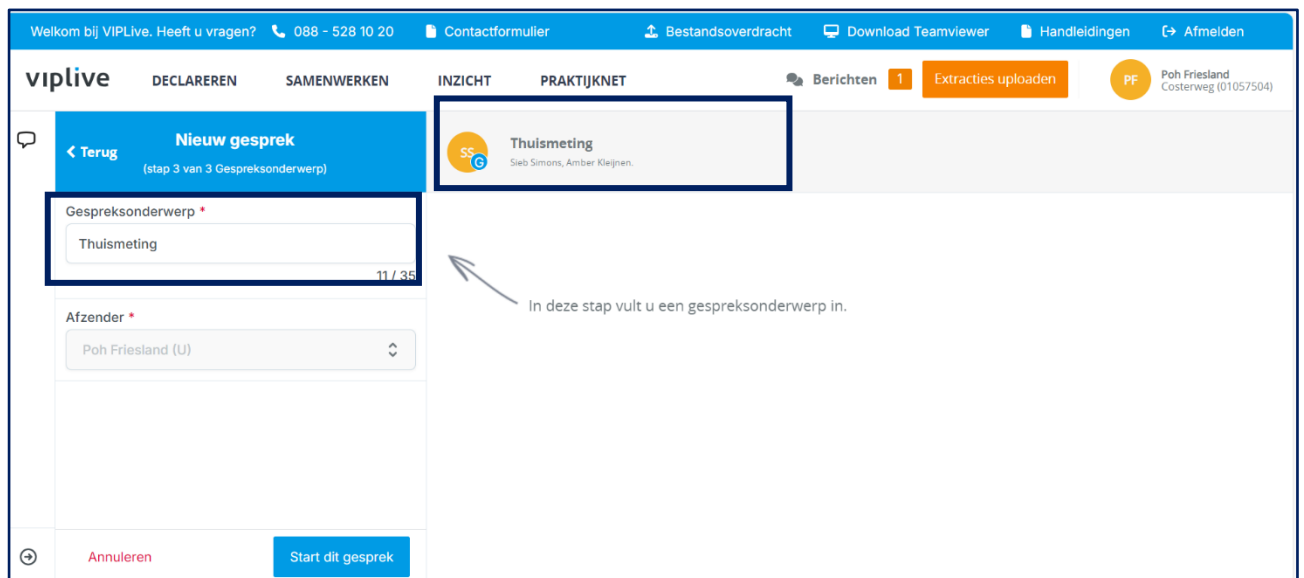 Welkom bij VIPLive. Heeft u vragen? 088 - 528 10 20 Contactformulier Bestandsoverdracht Download Teamviewer Handleidingen Afmelden
viplive DECLAREREN SAMENWERKEN INZICHT PRAKTIJKNET Berichten 1 Extracties uploaden PF Poh Friesland
Costerweg (01057504)
Terug Nieuw gesprek
(stap 3 van 3 Gespreksonderwerp)
SS G Thuismeting
Sieb Simons, Amber Kleijnen.
Gespreksonderwerp *
Thuismeting
11 / 35
In deze stap vult u een gespreksonderwerp in.
Afzender *
Poh Friesland (U)
Annuleren Start dit gesprek